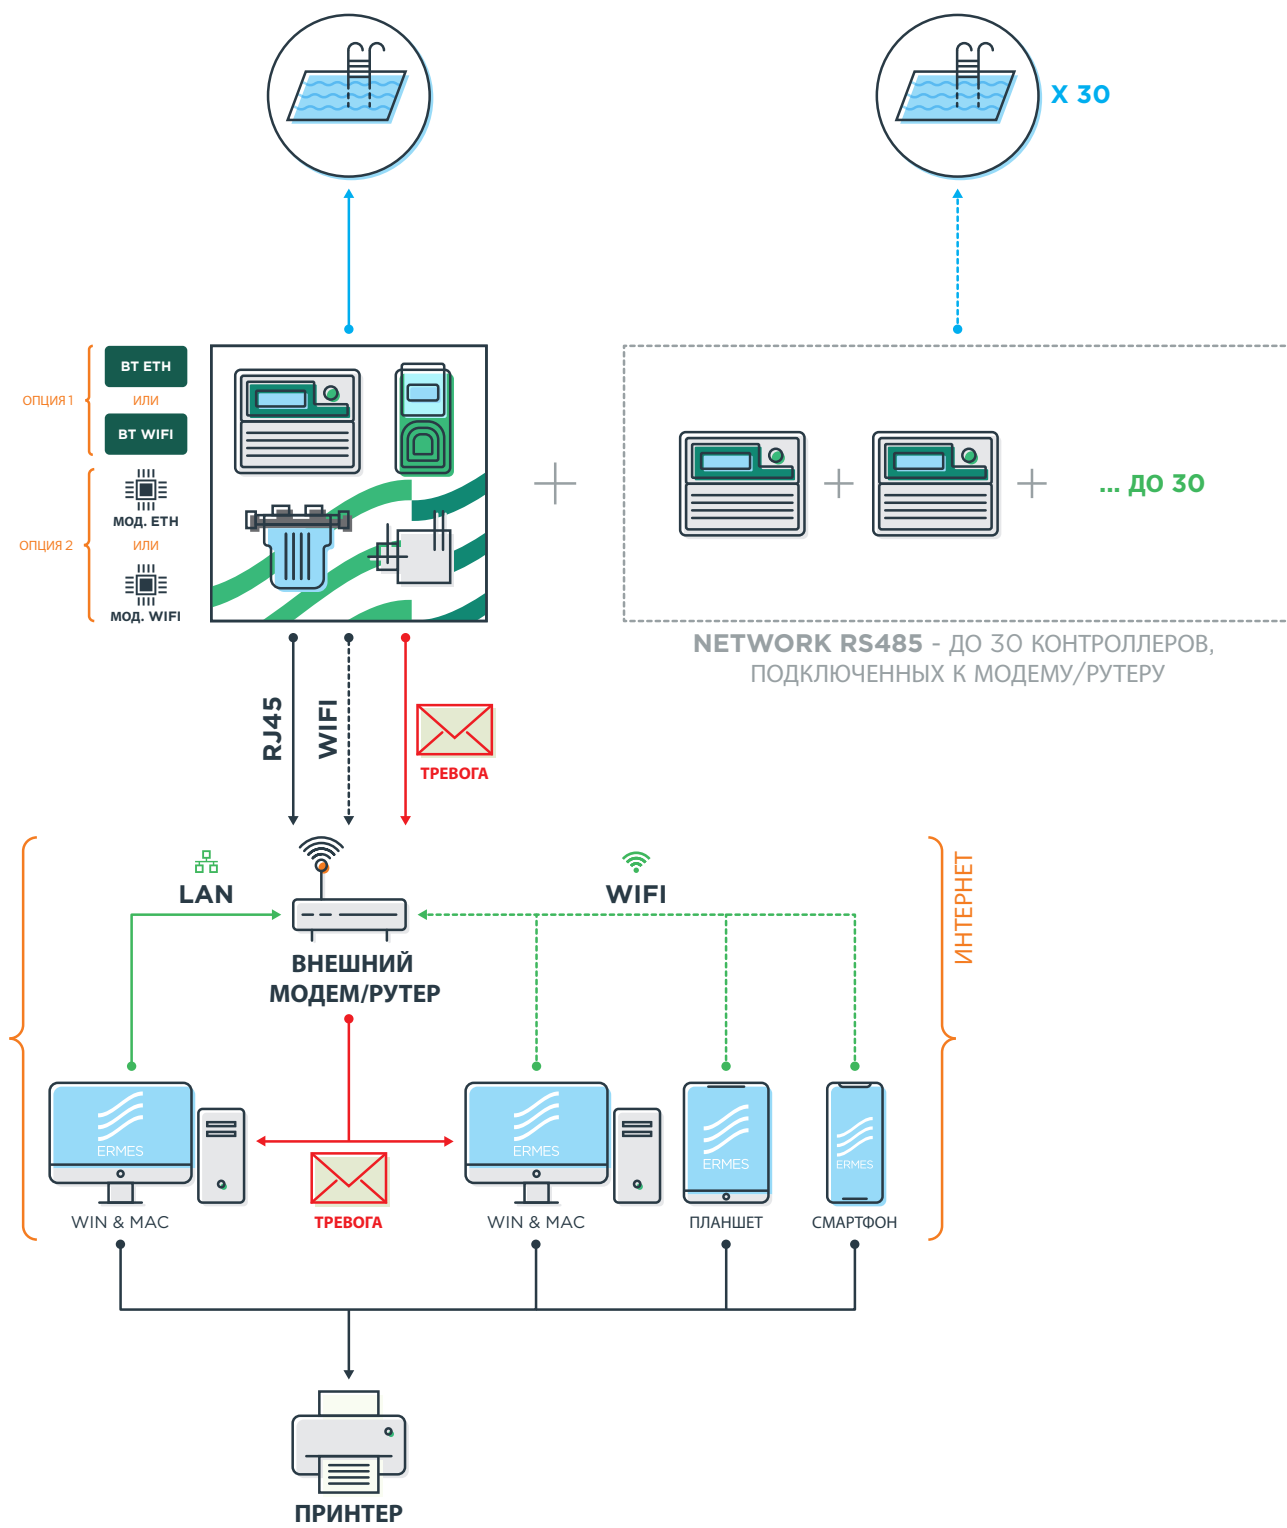 X 30
ОПЦИЯ 1
BT ETH
ИЛИ
BT WIFI
ОПЦИЯ 2
МОД. ETH
ИЛИ
МОД. WIFI
... ДО 30
NETWORK RS485 - ДО 30 КОНТРОЛЛЕРОВ,
ПОДКЛЮЧЕННЫХ К МОДЕМУ/РУТЕРУ
RJ45
WIFI
ТРЕВОГА
LAN
WIFI
ИНТЕРНЕТ
ВНЕШНИЙ
МОДЕМ/РУТЕР
ERMES
ERMES
ERMES
ERMES
WIN & MAC
ТРЕВОГА
WIN & MAC
ПЛАНШЕТ
СМАРТФОН
ПРИНТЕР